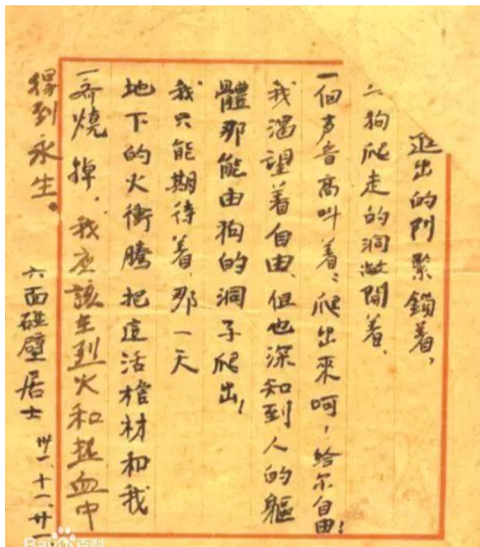 進出的門緊鎖着,
狗爬走的洞敞開着、
一個声音高叫着:爬出來呵!給尔自由!
我渴望着自由、但也深知到人的軀
體那能由狗的洞子爬出!
我只能期待着、那一天
地下的火衝騰把這活棺材和我
一齊燒掉、我應該在烈火和热血中
得到永生。
六面碰壁居士 卅一、十一、廿一